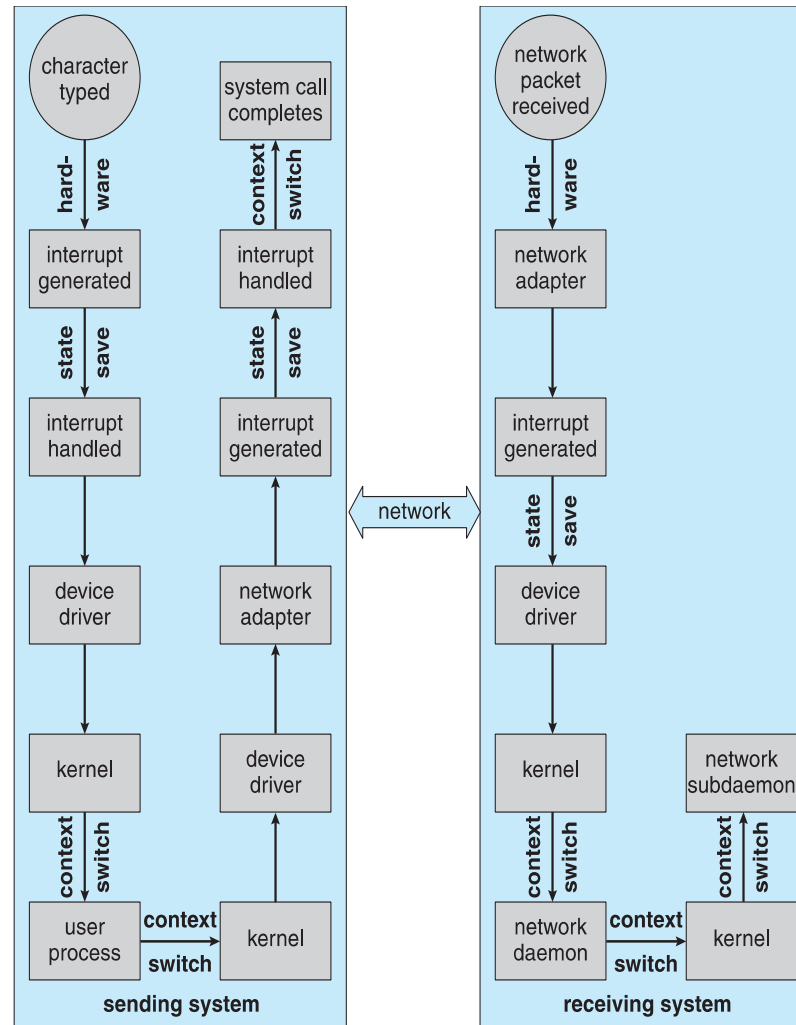 character
typed
hard-
ware
interrupt
generated
state
save
interrupt
handled
device
driver
kernel
context
switch
user
process
context
switch
kernel
device
driver
network
adapter
interrupt
generated
state
save
interrupt
handled
context
switch
system call
completes
sending system
network
network
packet
received
hard-
ware
network
adapter
interrupt
generated
state
save
device
driver
kernel
context
switch
network
daemon
context
switch
kernel
context
switch
network
subdaemon
receiving system